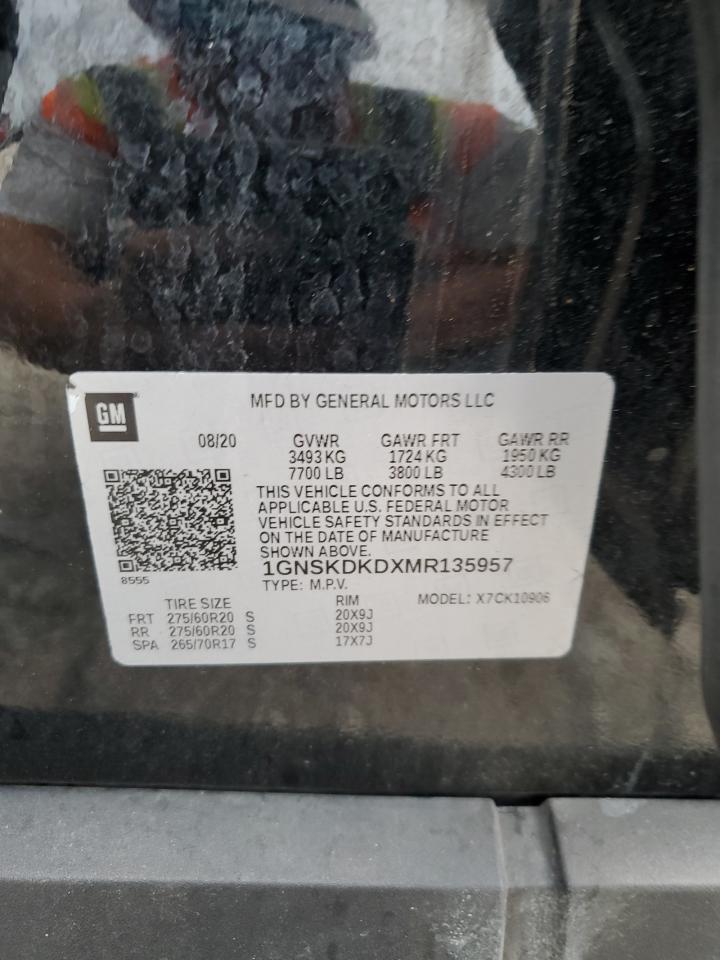 GM
MFD BY GENERAL MOTORS LLC
08/20 GVWR GAWR FRT GAWR RR
3493 KG 1724 KG 1950 KG
7700 LB 3800 LB 4300 LB
THIS VEHICLE CONFORMS TO ALL
APPLICABLE U.S. FEDERAL MOTOR
VEHICLE SAFETY STANDARDS IN EFFECT
ON THE DATE OF MANUFACTURE
SHOWN ABOVE.
1GNSKDKDXMR135957
8555
TYPE: M.P.V.
MODEL: X7CK10906
TIRE SIZE RIM
FRT 275/60R20 S 20X9J
RR 275/60R20 S 20X9J
SPA 265/70R17 S 17X7J